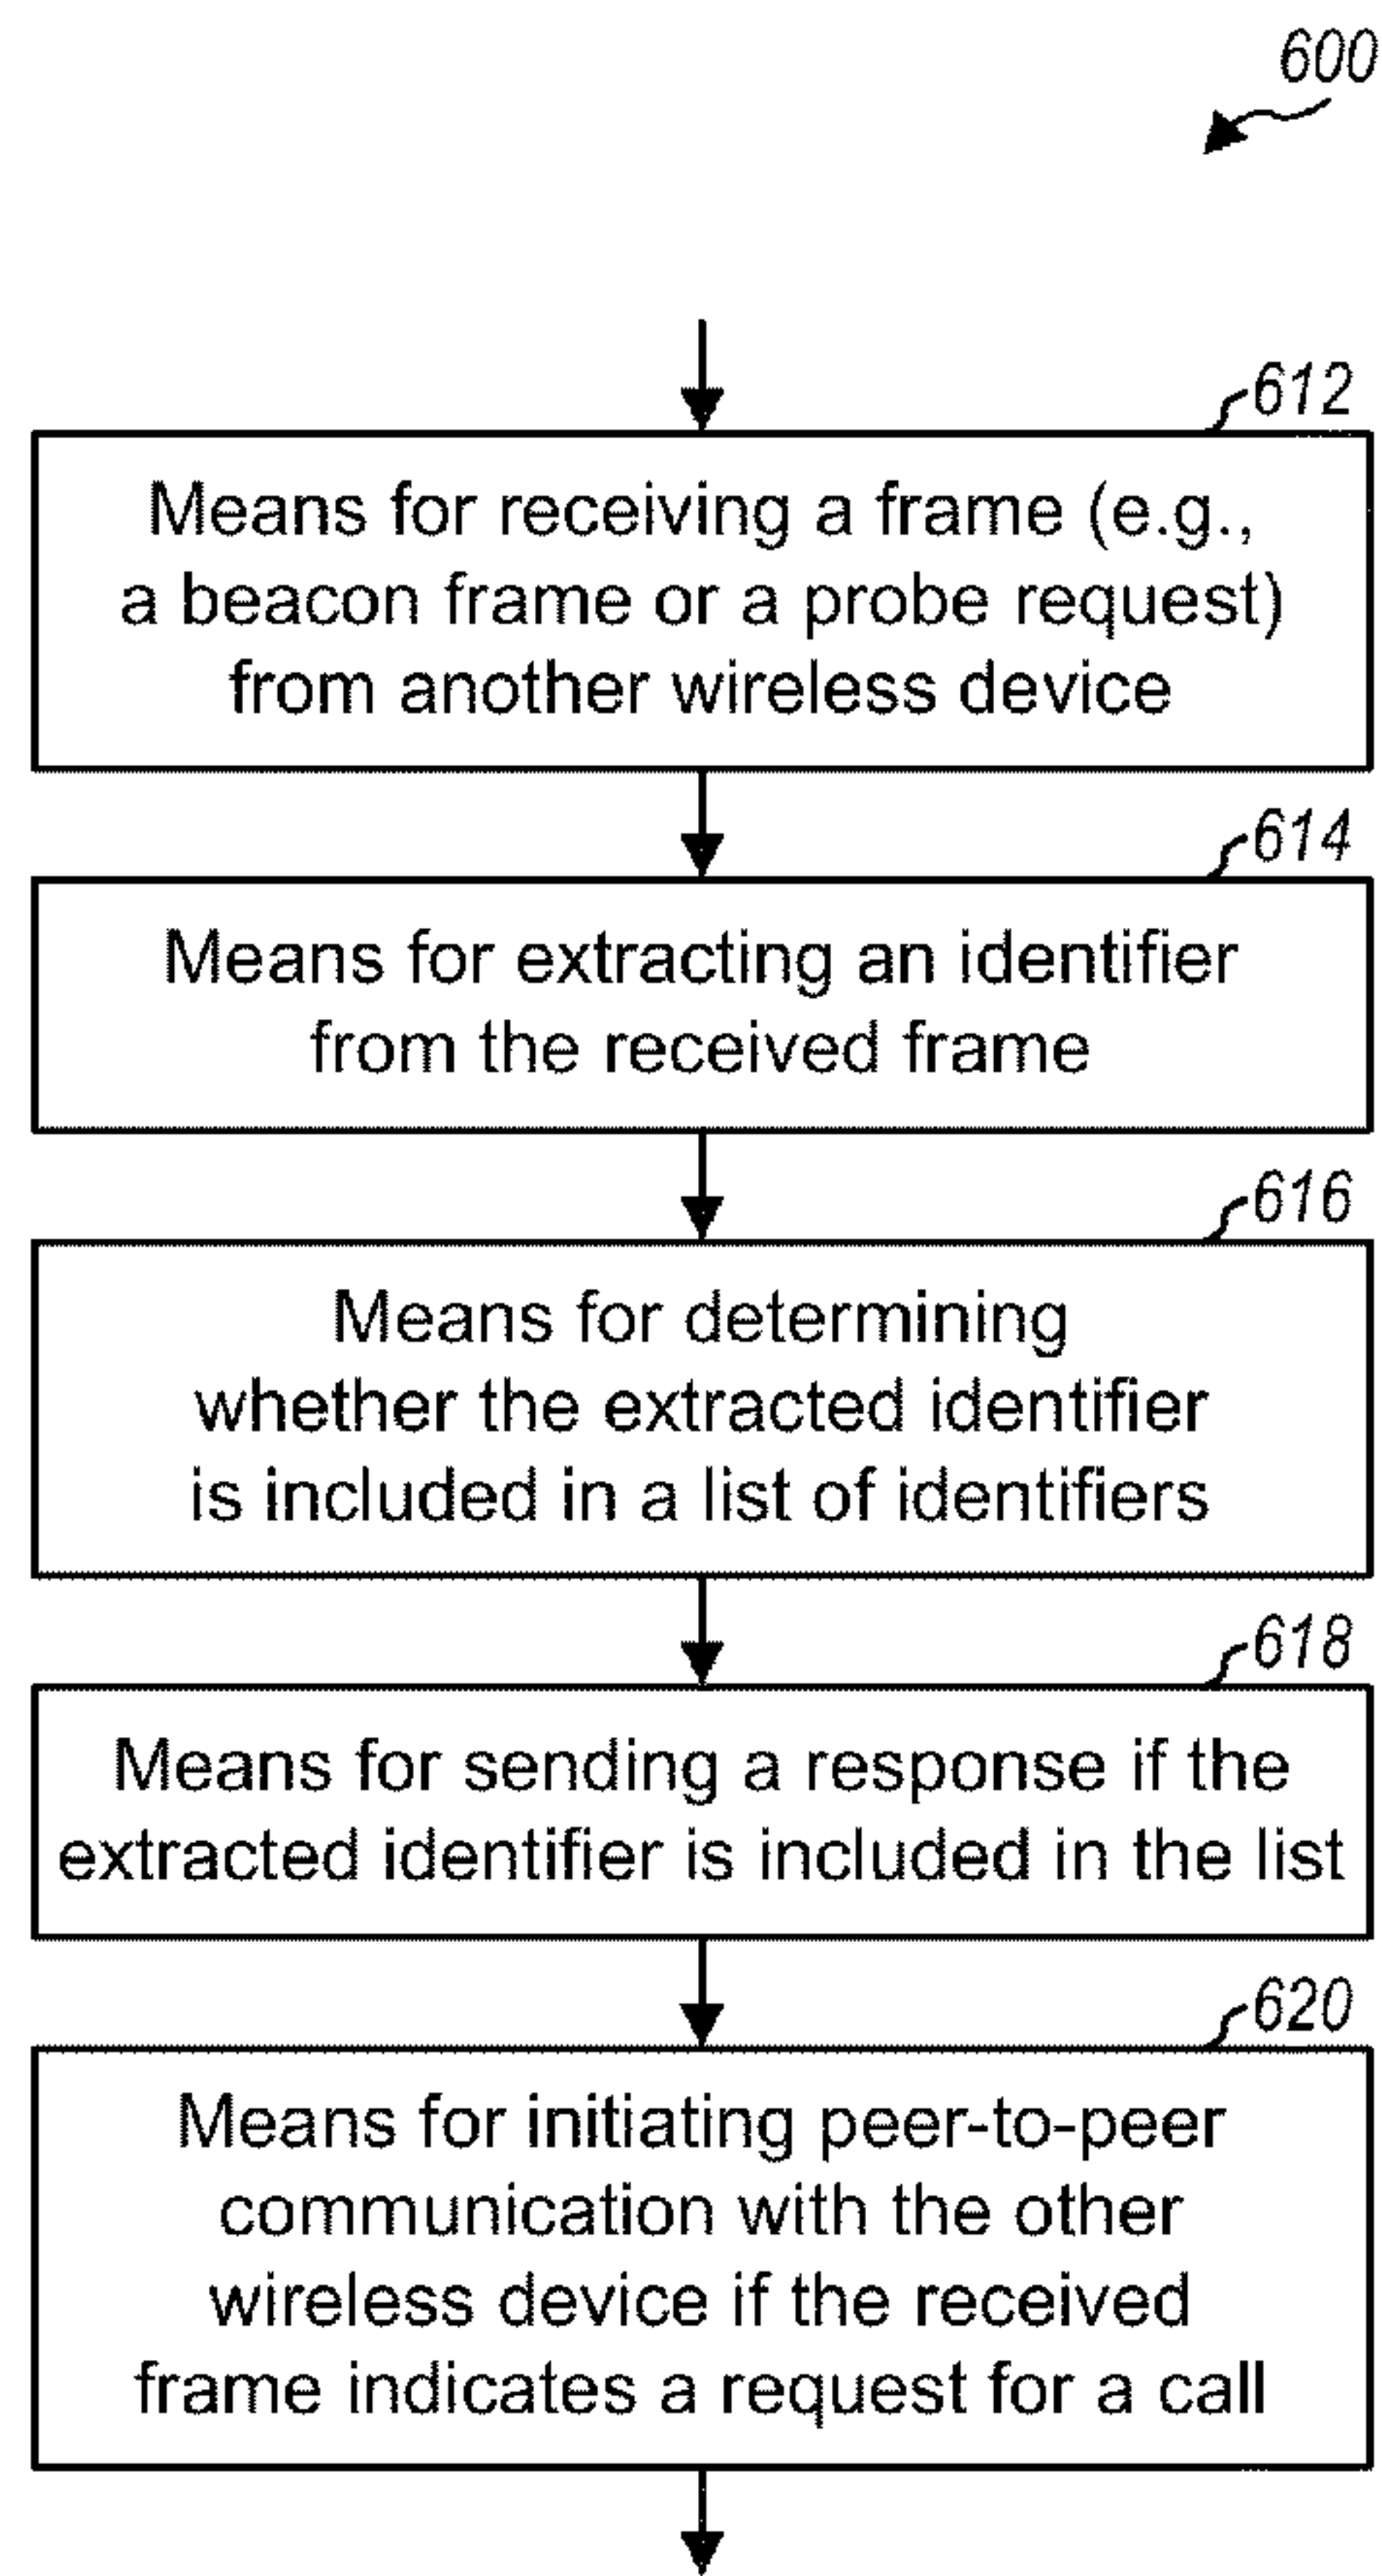 600
612
Means for receiving a frame (e.g.,
a beacon frame or a probe request)
from another wireless device
614
Means for extracting an identifier
from the received frame
616
Means for determining
whether the extracted identifier
is included in a list of identifiers
618
Means for sending a response if the
extracted identifier is included in the list
620
Means for initiating peer-to-peer
communication with the other
wireless device if the received
frame indicates a request for a call